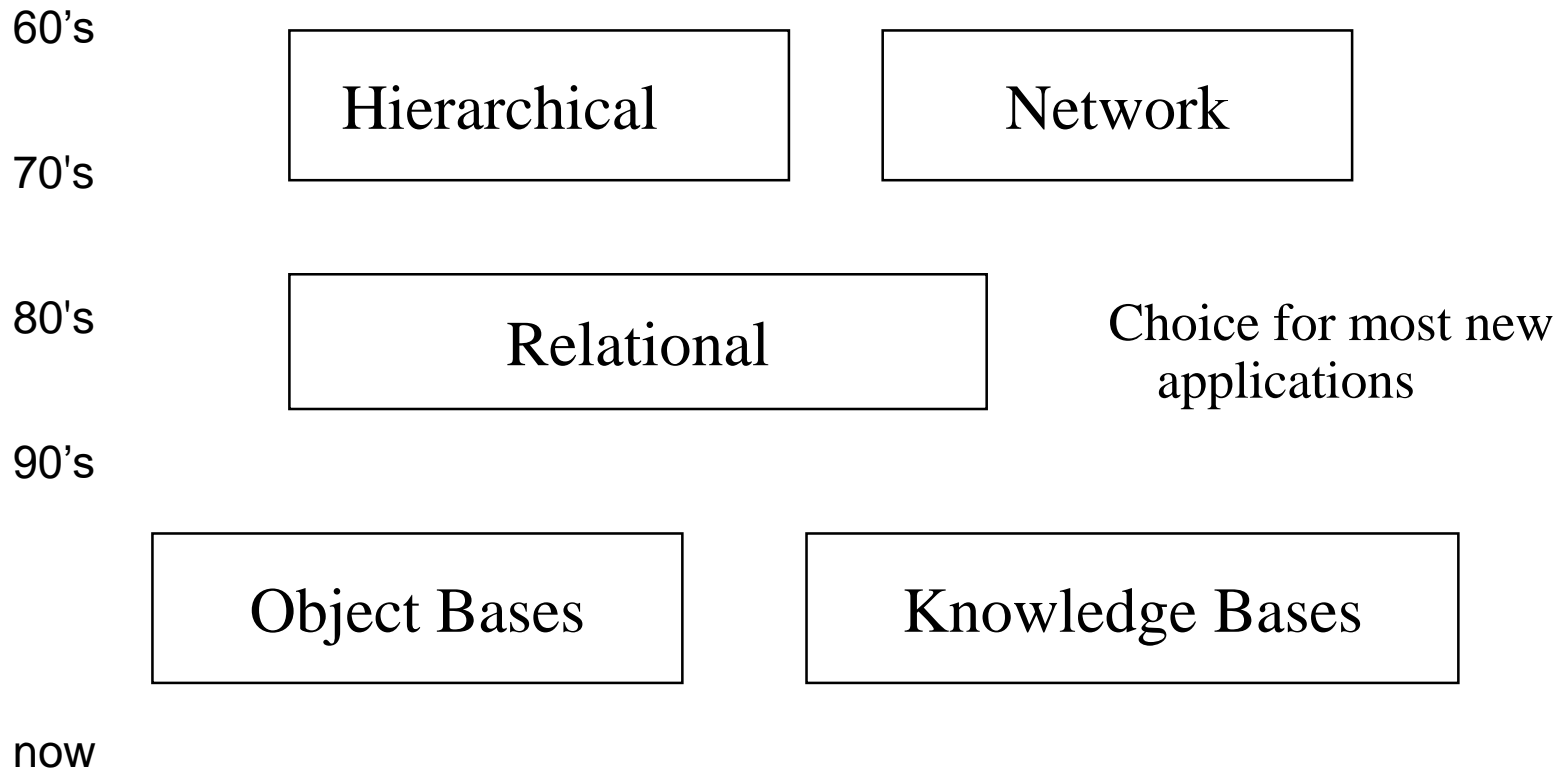 60’s
Hierarchical
Network
70's
80's
Relational
Choice for most new
applications
90’s
Object Bases
Knowledge Bases
now